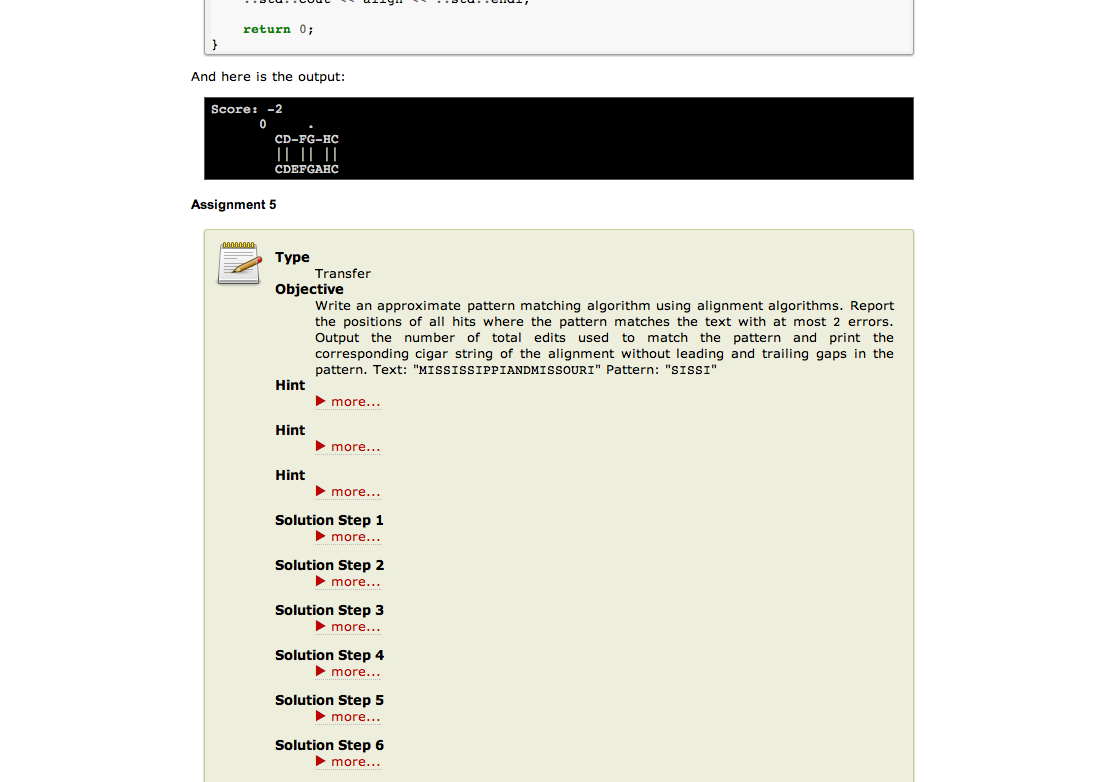 return 0;
}
And here is the output:
Score: -2
0 .
CD-FG-HC
|| || ||
CDEFGAHC
Assignment 5
Type
Transfer
Objective
Write an approximate pattern matching algorithm using alignment algorithms. Report
the positions of all hits where the pattern matches the text with at most 2 errors.
Output the number of total edits used to match the pattern and print the
corresponding cigar string of the alignment without leading and trailing gaps in the
pattern. Text: "MISSISSIPPIANDMISSOURI" Pattern: "SISSI"
Hint
more...
Hint
more...
Hint
more...
Solution Step 1
more...
Solution Step 2
more...
Solution Step 3
more...
Solution Step 4
more...
Solution Step 5
more...
Solution Step 6
more...